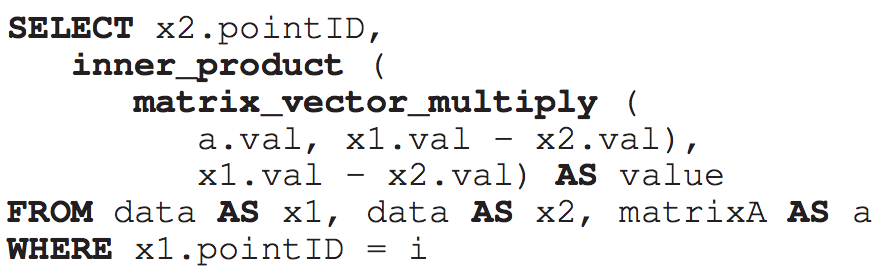 SELECT x2.pointID,
inner_product (
matrix_vector_multiply (
a.val, x1.val - x2.val),
x1.val - x2.val) AS value
FROM data AS x1, data AS x2, matrixA AS a
WHERE x1.pointID = i